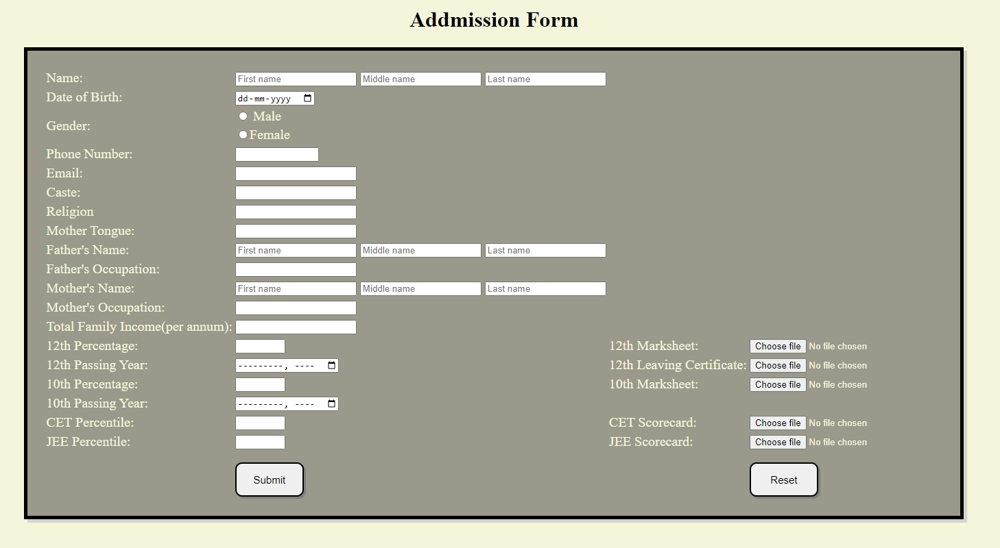 Addmission Form
Name: First name Middle name Last name
Date of Birth: dd-mm-yyyy
Gender: Male
Female
Phone Number:
Email:
Caste:
Religion
Mother Tongue:
Father's Name: First name Middle name Last name
Father's Occupation:
Mother's Name: First name Middle name Last name
Mother's Occupation:
Total Family Income(per annum):
12th Percentage: 12th Marksheet: Choose file No file chosen
12th Passing Year: ---------, ---- 12th Leaving Certificate: Choose file No file chosen
10th Percentage: 10th Marksheet: Choose file No file chosen
10th Passing Year: ---------, ----
CET Percentile: CET Scorecard: Choose file No file chosen
JEE Percentile: JEE Scorecard: Choose file No file chosen
Submit Reset